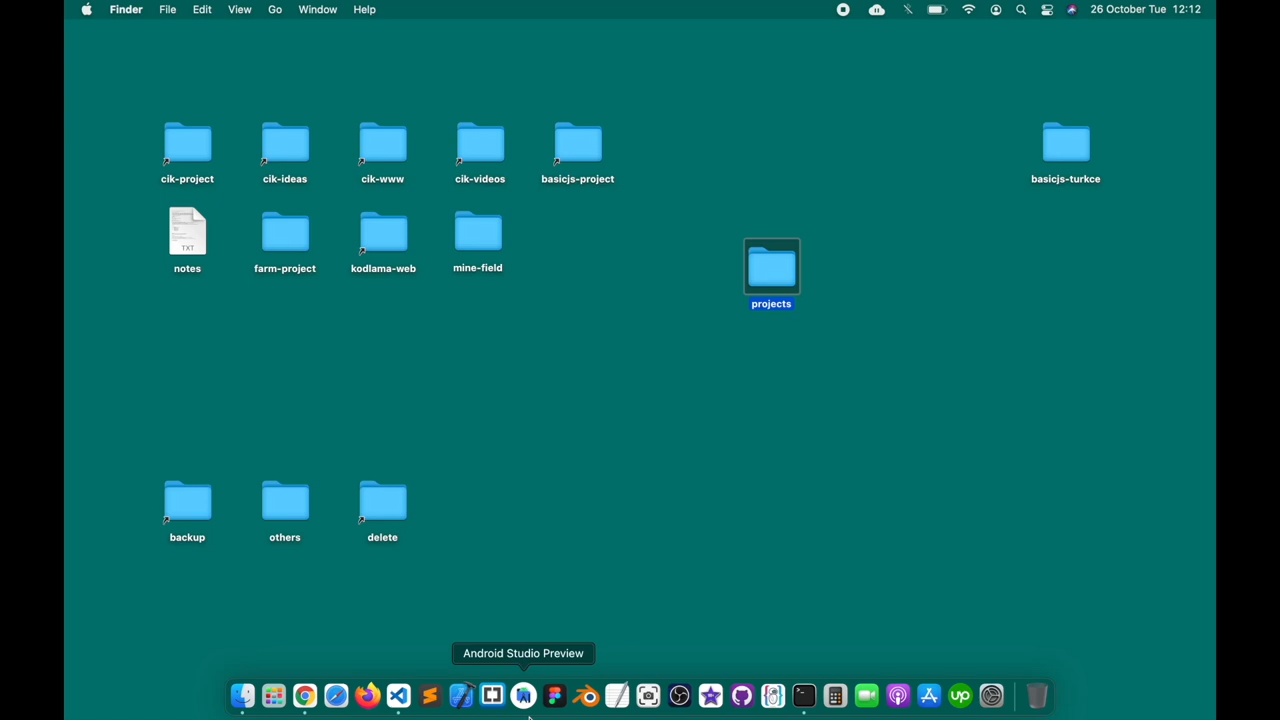 Finder File Edit View Go Window Help 26 October Tue 12:12
cik-project cik-ideas cik-www cik-videos basicjs-project basicjs-turkce
TXT
notes farm-project kodlama-web mine-field
projects
backup others delete
Android Studio Preview
up